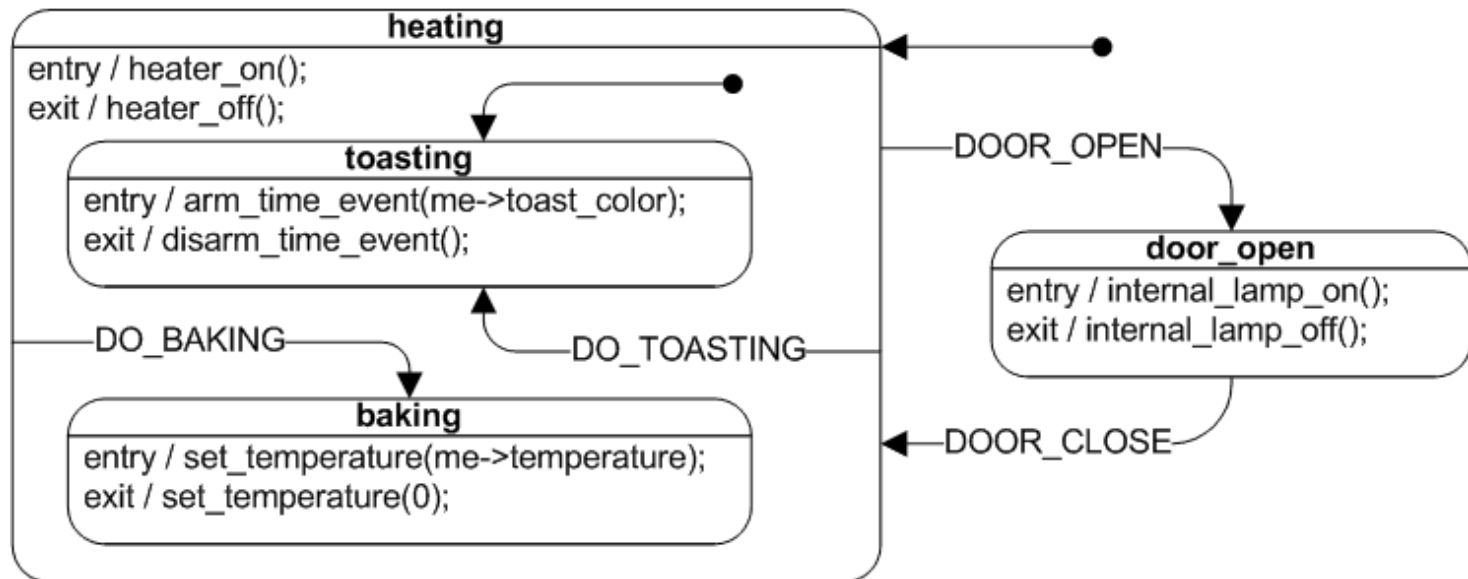 heating
entry / heater_on();
exit / heater_off();
toasting
entry / arm_time_event(me->toast_color);
exit / disarm_time_event();
DOOR_OPEN
door_open
entry / internal_lamp_on();
exit / internal_lamp_off();
DO_BAKING
DO_TOASTING
baking
entry / set_temperature(me->temperature);
exit / set_temperature(0);
DOOR_CLOSE